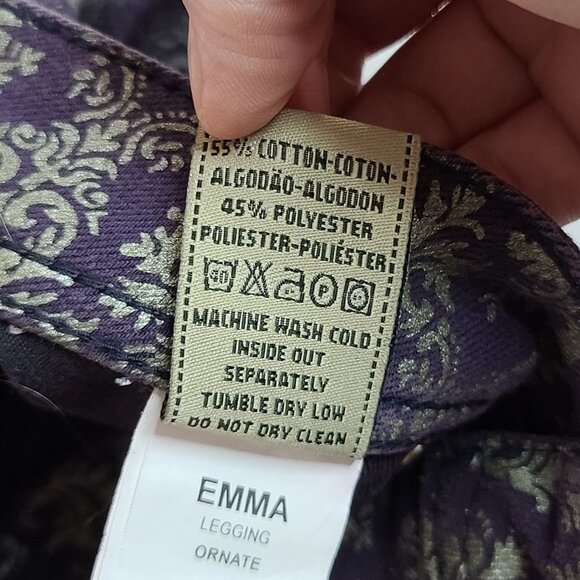 55% COTTON-COTON-
ALGODÃO-ALGODON
45% POLYESTER
POLIESTER-POLIÉSTER
40 P
MACHINE WASH COLD
INSIDE OUT
SEPARATELY
TUMBLE DRY LOW
DO NOT DRY CLEAN
EMMA
LEGGING
ORNATE